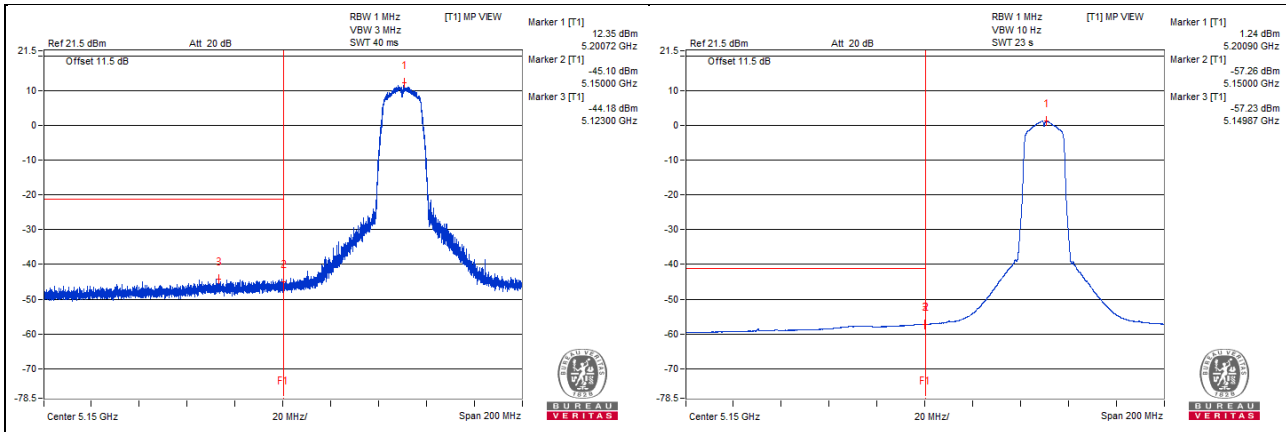 RBW 1 MHz
VBW 3 MHz
SWT 40 ms
[T1] MP VIEW
Ref 21.5 dBm
Att 20 dB
Offset 11.5 dB
21.5
10
0
-10
-20
-30
-40
-50
-60
-70
-78.5
1
2
3
F1
Center 5.15 GHz
20 MHz/
Span 200 MHz
Marker 1 [T1]
12.35 dBm
5.20072 GHz
Marker 2 [T1]
-45.10 dBm
5.15000 GHz
Marker 3 [T1]
-44.18 dBm
5.12300 GHz
BUREAU VERITAS
1828
BUREAU
VERITAS
RBW 1 MHz
VBW 10 Hz
SWT 23 s
[T1] MP VIEW
Ref 21.5 dBm
Att 20 dB
Offset 11.5 dB
21.5
10
0
-10
-20
-30
-40
-50
-60
-70
-78.5
1
F1
Center 5.15 GHz
20 MHz/
Span 200 MHz
Marker 1 [T1]
1.24 dBm
5.20090 GHz
Marker 2 [T1]
-57.26 dBm
5.15000 GHz
Marker 3 [T1]
-57.23 dBm
5.14987 GHz
BUREAU VERITAS
1828
BUREAU
VERITAS